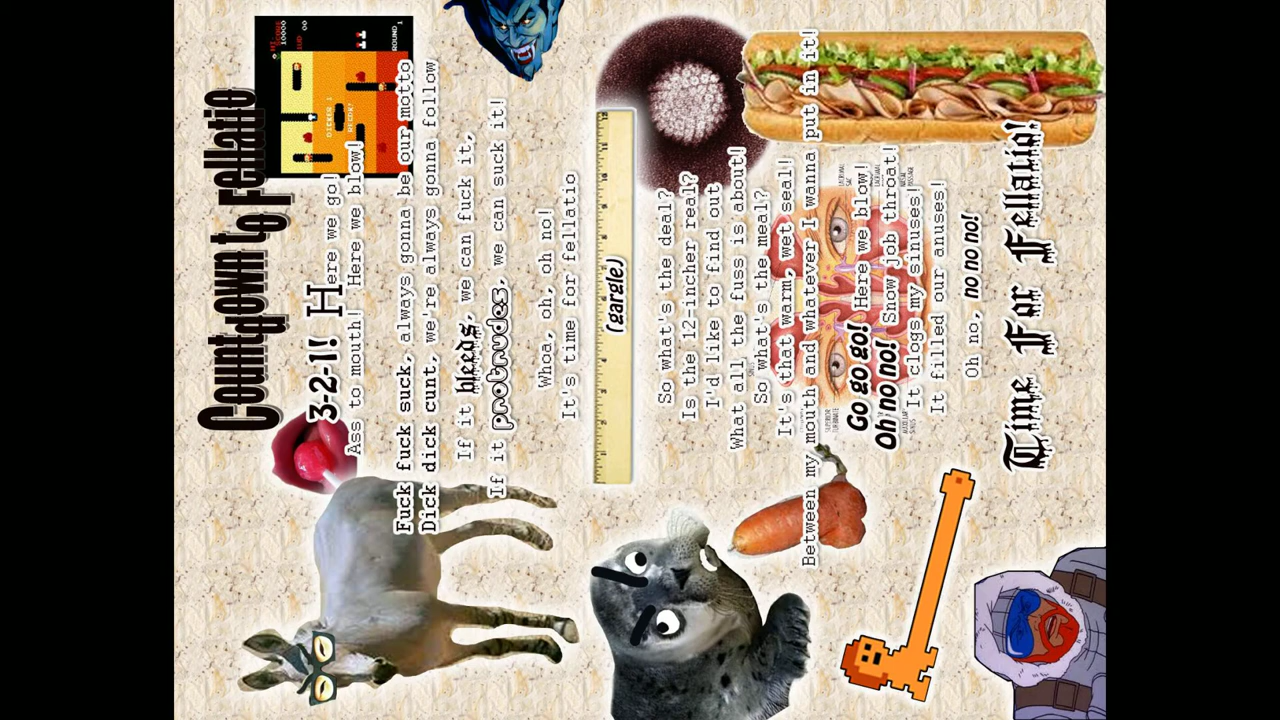 Countdown to fellatio
3-2-1! Here we go!
Ass to mouth! Here we blow!
Fuck fuck suck, always gonna be our motto
Dick dick cunt, we're always gonna follow
If it bleeds, we can fuck it,
If it protrudes, we can suck it!
Whoa, oh, oh no!
It's time for fellatio
(gargle)
So what's the deal?
Is the 12-incher real?
I'd like to find out
What all the fuss is about!
So what's the meal?
It's that warm, wet seal!
Between my mouth and whatever I wanna put in it!
Go go go! Here we blow!
Oh no no! Snow job throat!
It clogs my sinuses!
It filled our anuses!
Oh no, no no no!
Time For Fellatio!
10000
00
ROUND 1